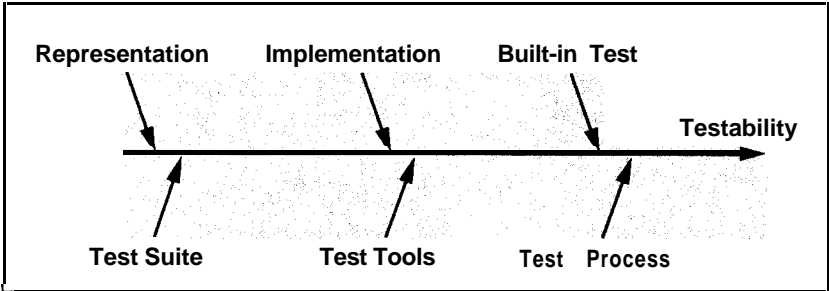 Representation
Implementation
Built-in Test
Testability
Test Suite
Test Tools
Test Process